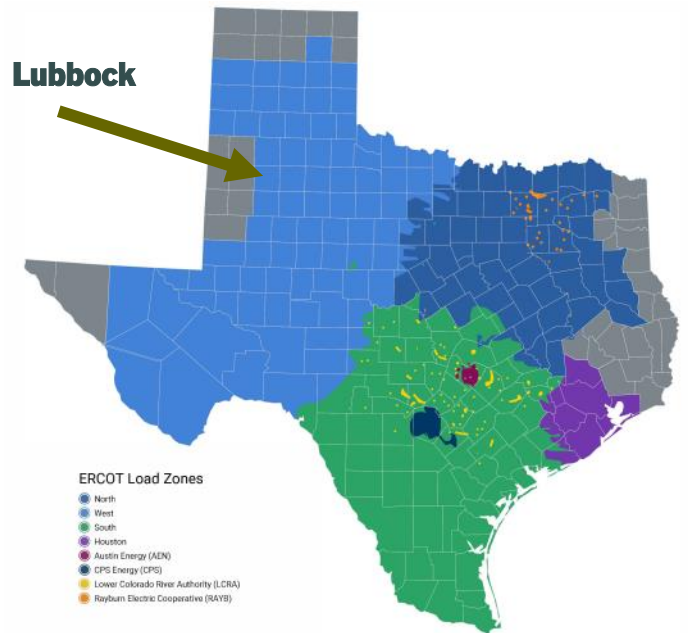 Lubbock
ERCOT Load Zones
North
West
South
Houston
Austin Energy (AEN)
CPS Energy (CPS)
Lower Colorado River Authority (LCRA)
Rayburn Electric Cooperative (RAYB)